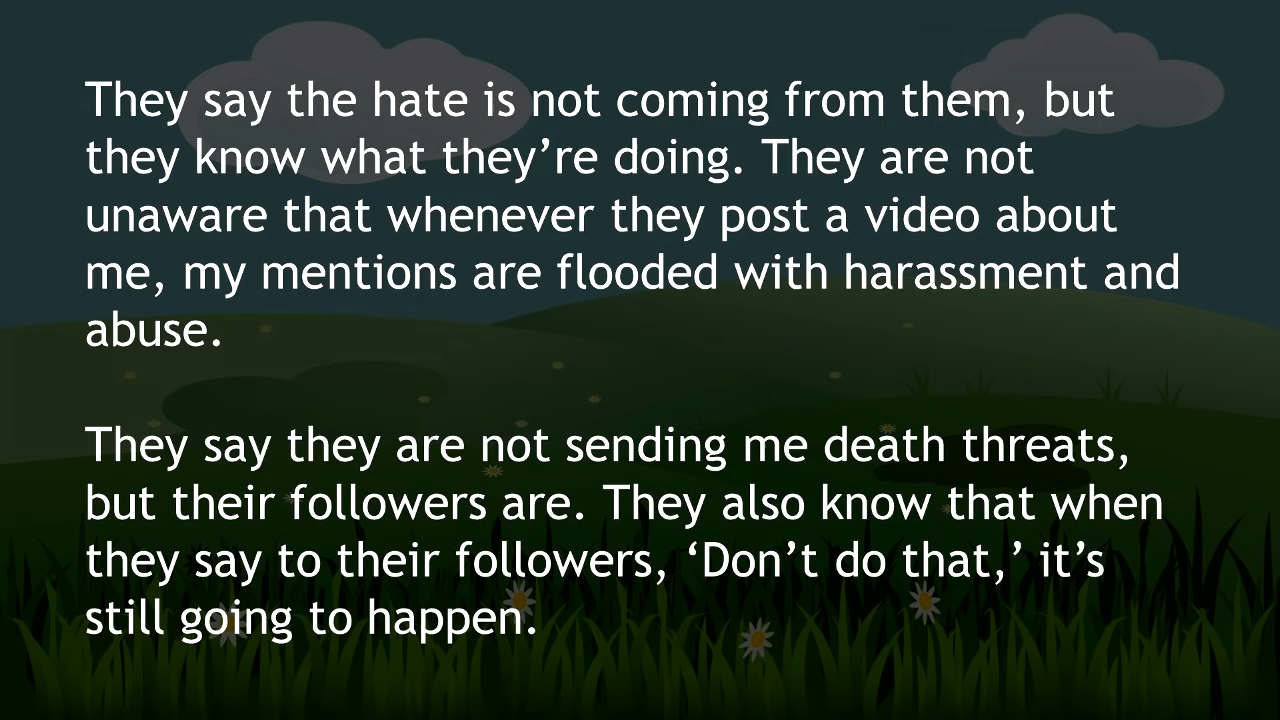 They say the hate is not coming from them, but
they know what they’re doing. They are not
unaware that whenever they post a video about
me, my mentions are flooded with harassment and
abuse.
They say they are not sending me death threats,
but their followers are. They also know that when
they say to their followers, ‘Don’t do that,’ it’s
still going to happen.